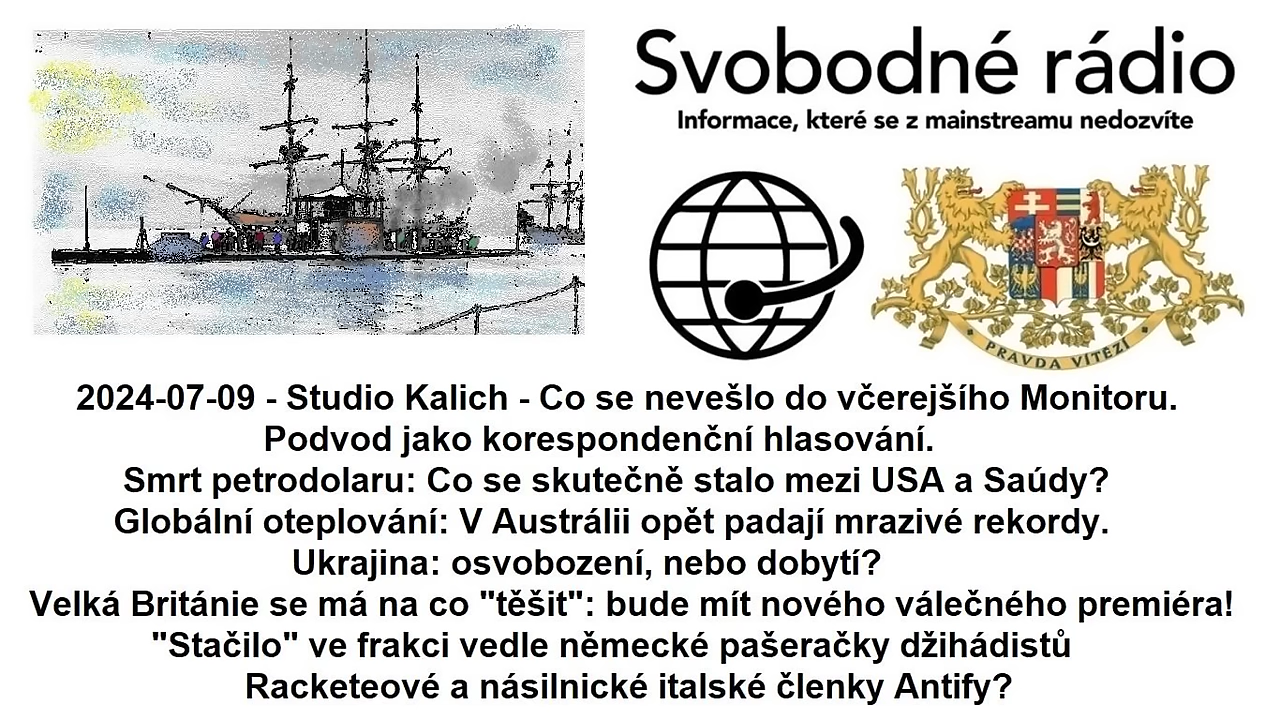 Svobodné rádio
Informace, které se z mainstreamu nedozvíte
PRAVDA VÍTĚZÍ
2024-07-09 - Studio Kalich - Co se nevešlo do včerejšího Monitoru.
Podvod jako korespondenční hlasování.
Smrt petrodolaru: Co se skutečně stalo mezi USA a Saúdy?
Globální oteplování: V Austrálii opět padají mrazivé rekordy.
Ukrajina: osvobození, nebo dobytí?
Velká Británie se má na co "těšit": bude mít nového válečného premiéra!
"Stačilo" ve frakci vedle německé pašeračky džihádistů
Racketeové a násilnické italské členky Antify?